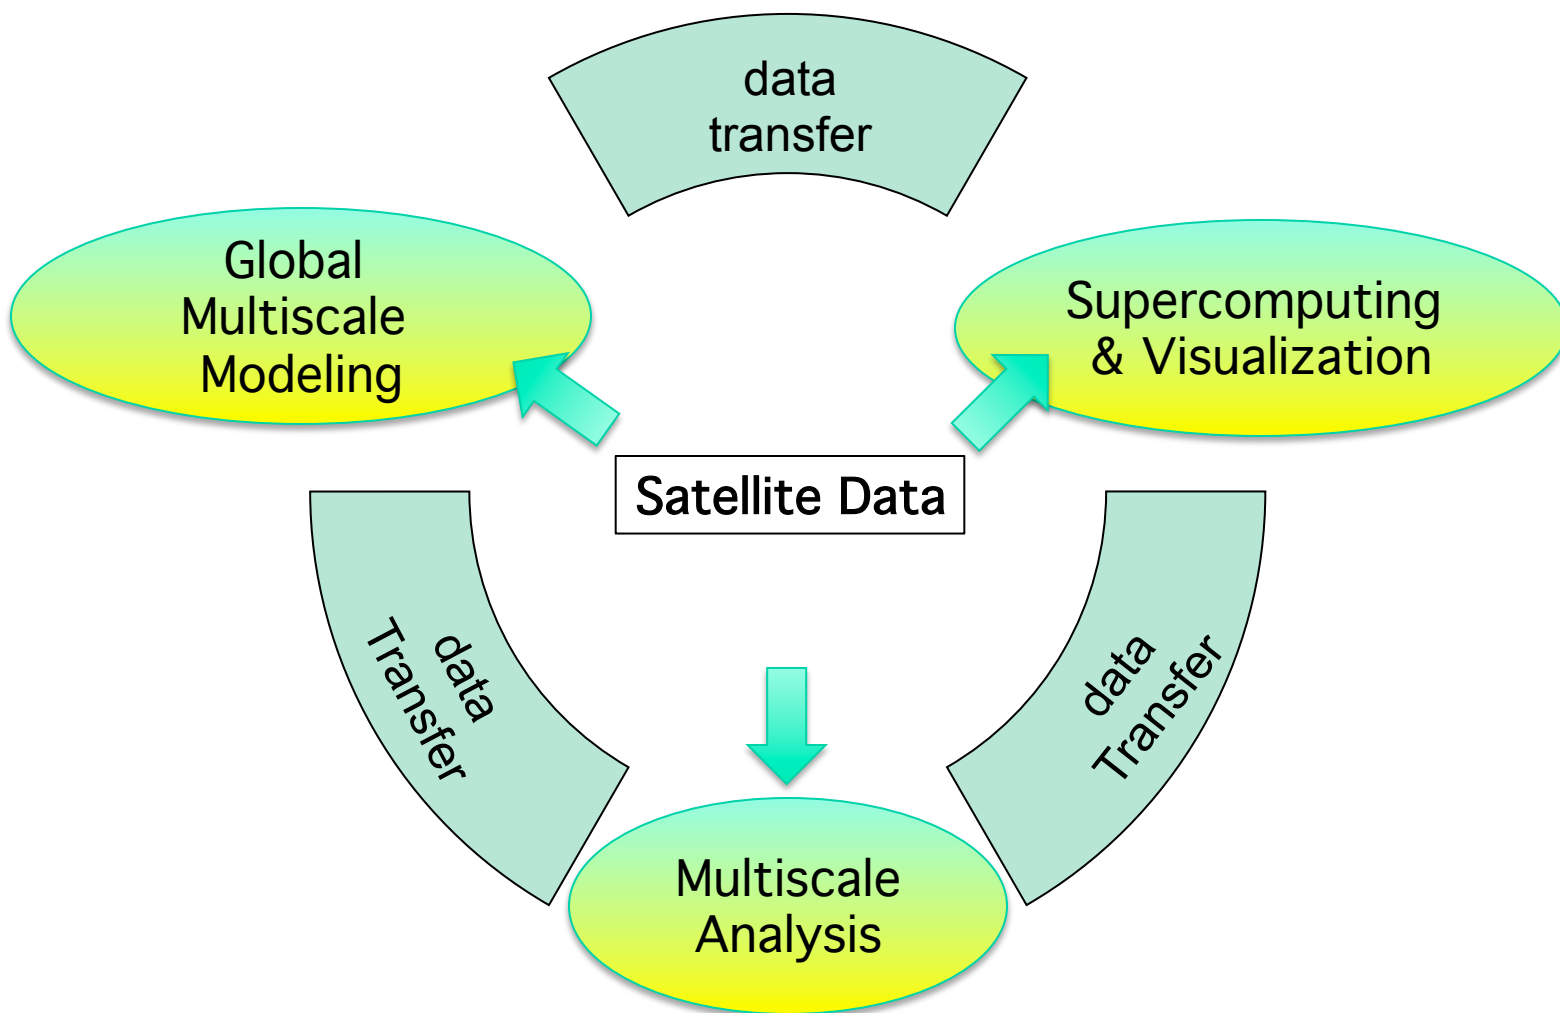 data
transfer
Global
Multiscale
Modeling
Supercomputing
& Visualization
Satellite Data
data
Transfer
data
Transfer
Multiscale
Analysis